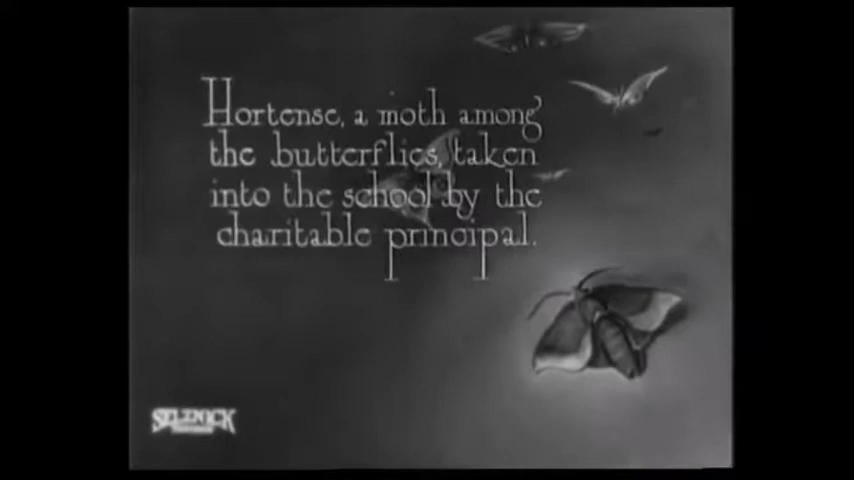 Hortense, a moth among
the butterflies, taken
into the school by the
charitable principal.
SELZNICK